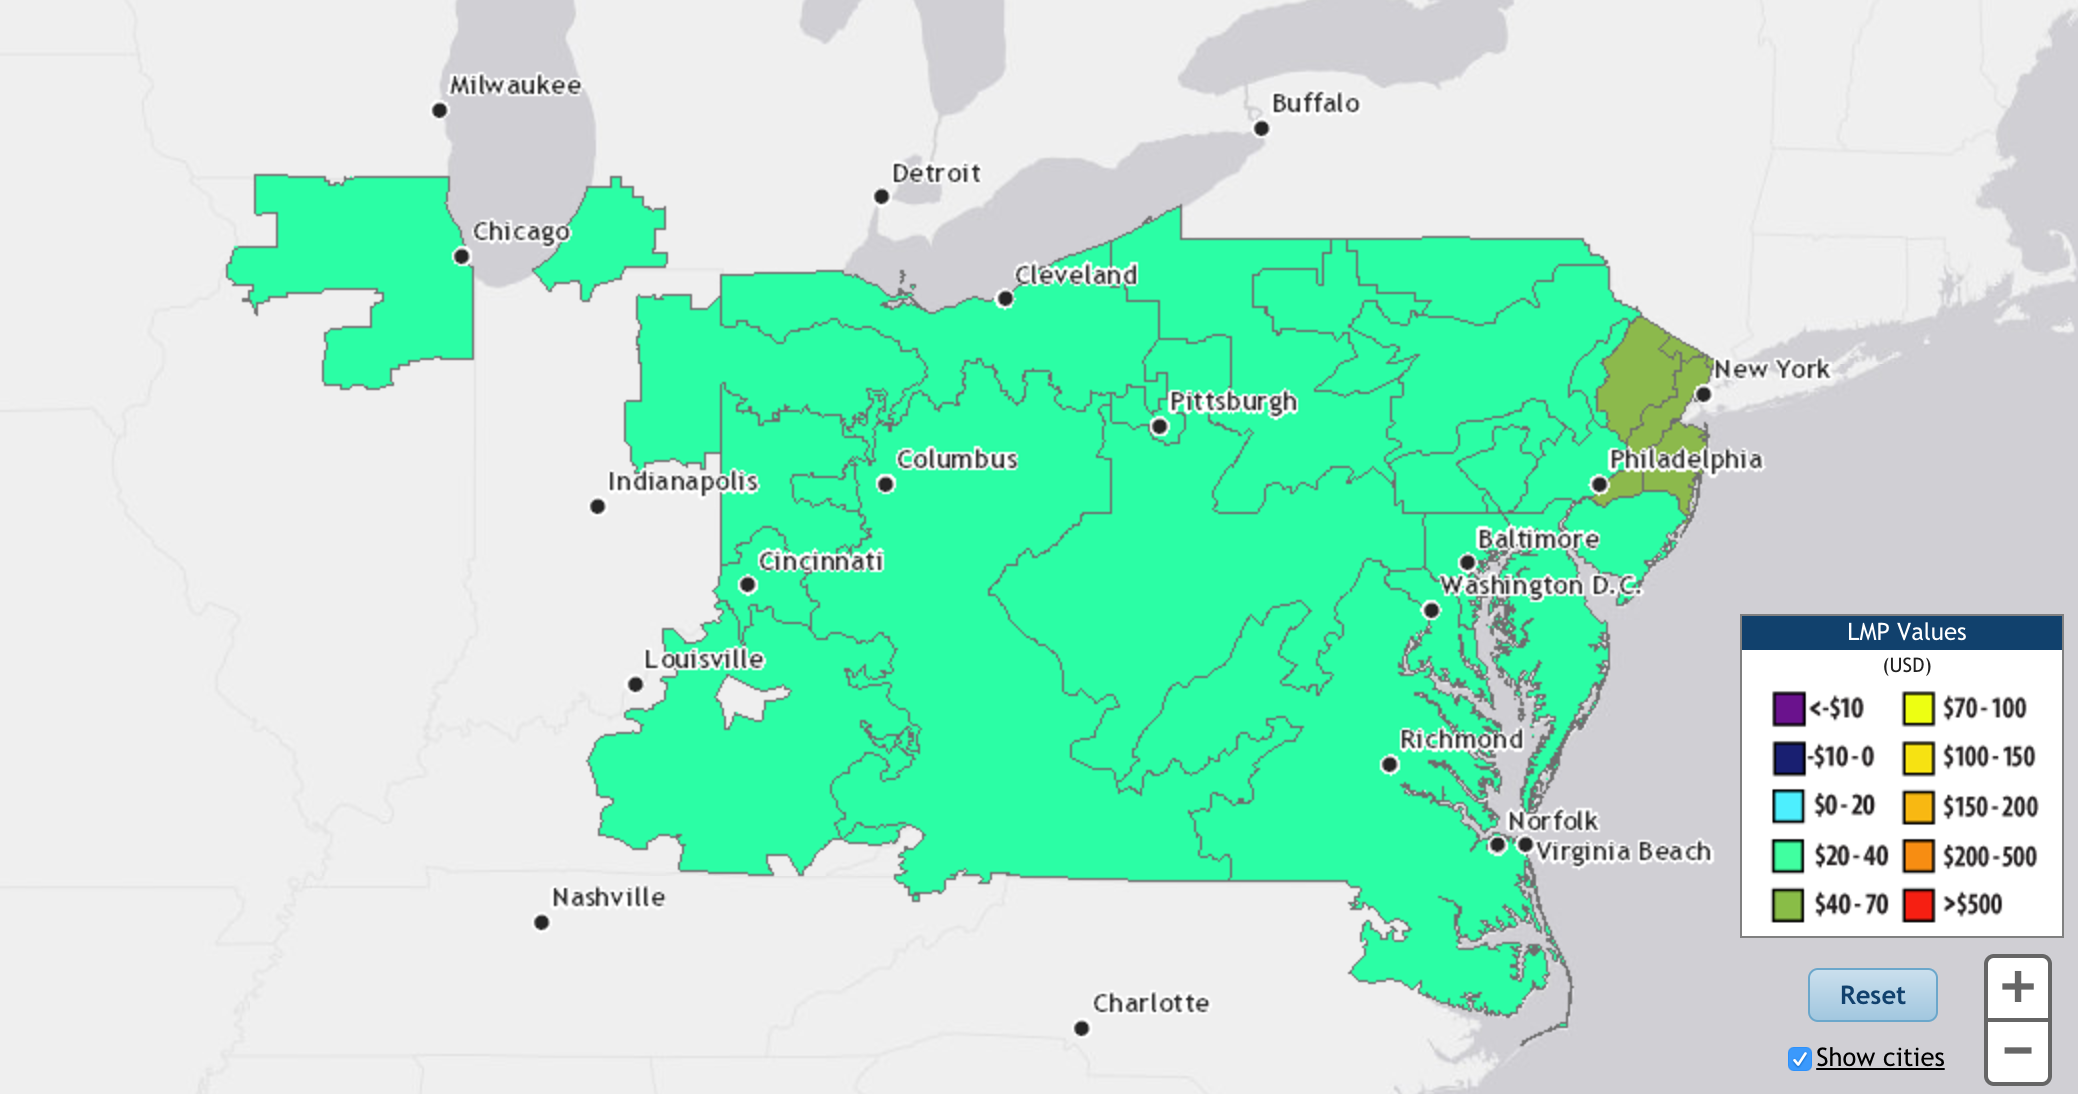 Milwaukee
Buffalo
Detroit
Chicago
Cleveland
New York
Pittsburgh
Columbus
Philadelphia
Indianapolis
Baltimore
Cincinnati
Washington D.C.
Louisville
Richmond
Norfolk
Virginia Beach
Nashville
Charlotte
LMP Values
(USD)
<-$10 $70-100
-$10-0 $100-150
$0-20 $150-200
$20-40 $200-500
$40-70 >$500
+
Reset
−
Show cities